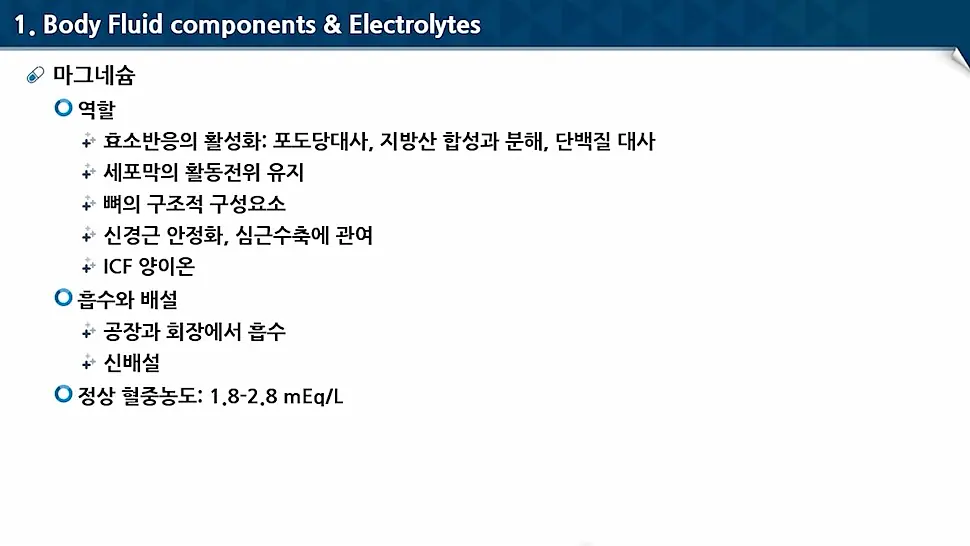 1. Body Fluid components & Electrolytes
마그네슘
역할
효소반응의 활성화: 포도당대사, 지방산 합성과 분해, 단백질 대사
세포막의 활동전위 유지
뼈의 구조적 구성요소
신경근 안정화, 심근수축에 관여
ICF 양이온
흡수와 배설
공장과 회장에서 흡수
신배설
정상 혈중농도: 1.8-2.8 mEq/L